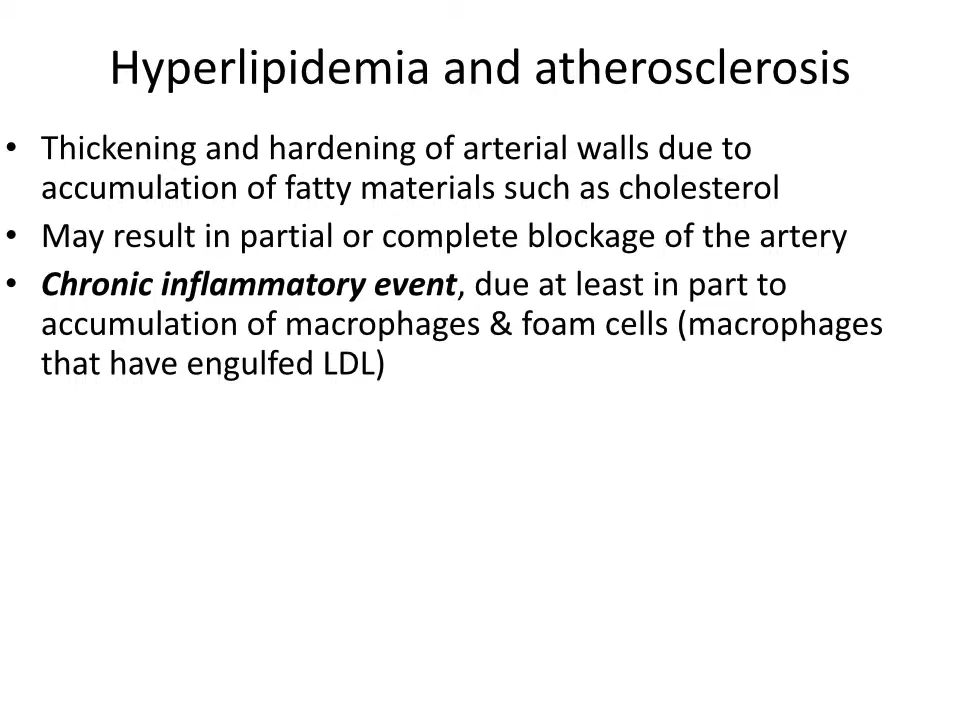 Hyperlipidemia and atherosclerosis
• Thickening and hardening of arterial walls due to
accumulation of fatty materials such as cholesterol
• May result in partial or complete blockage of the artery
• Chronic inflammatory event, due at least in part to
accumulation of macrophages & foam cells (macrophages
that have engulfed LDL)